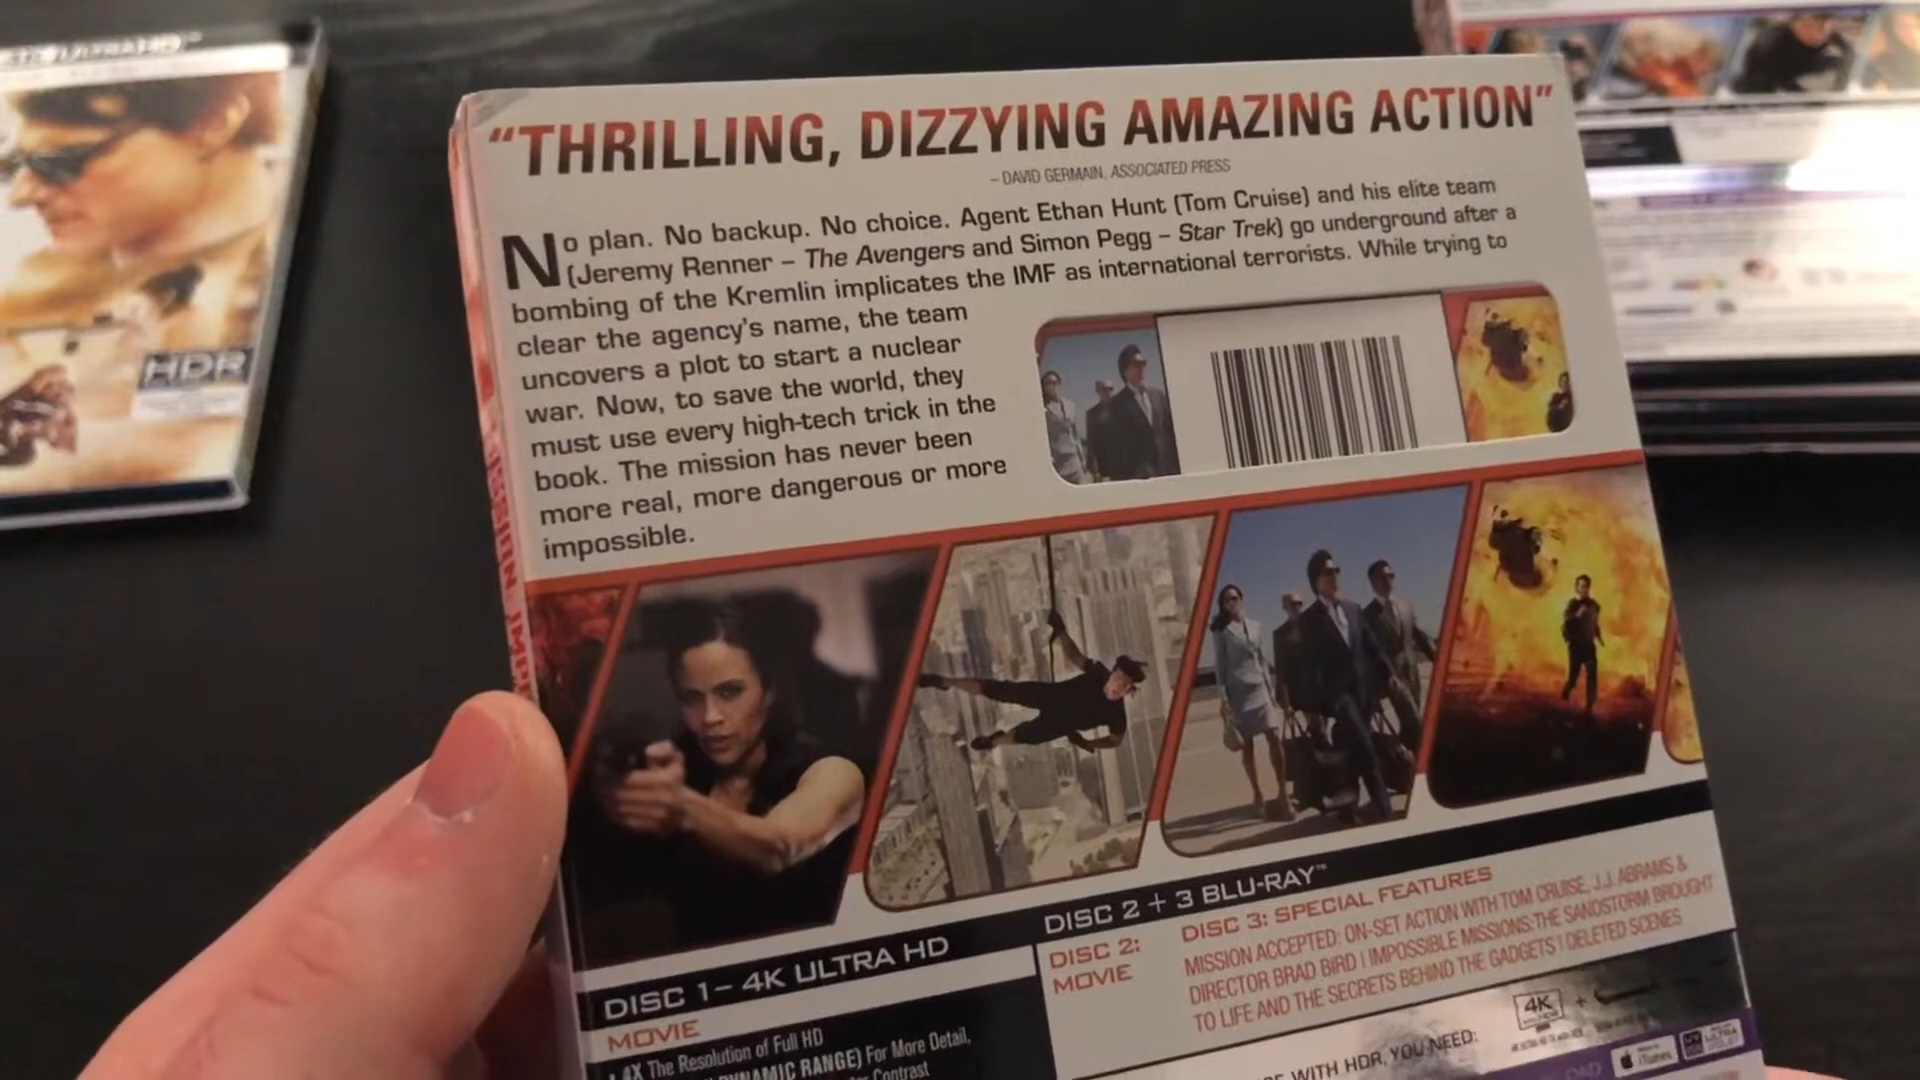 HDR
"THRILLING, DIZZYING AMAZING ACTION"
– DAVID GERMAIN, ASSOCIATED PRESS
No plan. No backup. No choice. Agent Ethan Hunt (Tom Cruise) and his elite team
(Jeremy Renner – The Avengers and Simon Pegg – Star Trek) go underground after a
bombing of the Kremlin implicates the IMF as international terrorists. While trying to
clear the agency's name, the team
uncovers a plot to start a nuclear
war. Now, to save the world, they
must use every high-tech trick in the
book. The mission has never been
more real, more dangerous or more
impossible.
DISC 1 – 4K ULTRA HD
MOVIE
4X The Resolution of Full HD
RANGE) For More Detail,
Contrast
DISC 2 + 3 BLU-RAY™
DISC 2:
MOVIE
DISC 3: SPECIAL FEATURES
MISSION ACCEPTED: ON-SET ACTION WITH TOM CRUISE, J.J. ABRAMS &
DIRECTOR BRAD BIRD | IMPOSSIBLE MISSIONS: THE SANDSTORM BROUGHT
TO LIFE AND THE SECRETS BEHIND THE GADGETS | DELETED SCENES
WITH HDR, YOU NEED:
4K +
iTunes